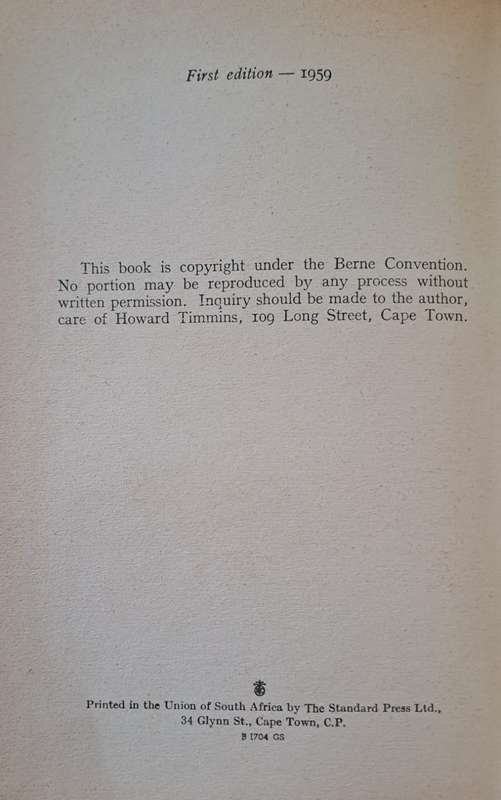 First edition — 1959
This book is copyright under the Berne Convention.
No portion may be reproduced by any process without
written permission. Inquiry should be made to the author,
care of Howard Timmins, 109 Long Street, Cape Town.
Printed in the Union of South Africa by The Standard Press Ltd.,
34 Glynn St., Cape Town, C.P.
B 1704 GS